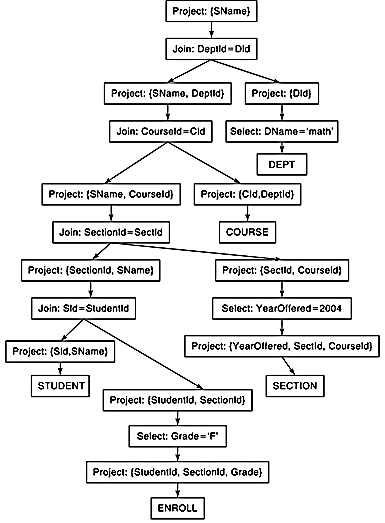 Project: {SName}
Join: DeptId=DId
Project: {SName, DeptId}
Project: {DId}
Join: CourseId=CId
Select: DName='math'
DEPT
Project: {SName, CourseId}
Project: {CId,DeptId}
Join: SectionId=SectId
COURSE
Project: {SectionId, SName}
Project: {SectId, CourseId}
Join: SId=StudentId
Select: YearOffered=2004
Project: {SId,SName}
Project: {YearOffered, SectId, CourseId}
STUDENT
SECTION
Project: {StudentId, SectionId}
Select: Grade='F'
Project: {StudentId, SectionId, Grade}
ENROLL